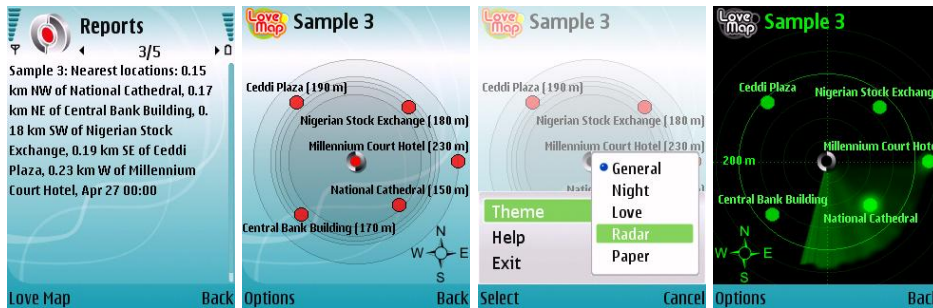 Reports
3/5
Sample 3: Nearest locations: 0.15
km NW of National Cathedral, 0.17
km NE of Central Bank Building, 0.
18 km SW of Nigerian Stock
Exchange, 0.19 km SE of Ceddi
Plaza, 0.23 km W of Millennium
Court Hotel, Apr 27 00:00
Love Map
Back
Love
Map
Sample 3
Ceddi Plaza (190 m)
Nigerian Stock Exchange (180 m)
Millennium Court Hotel (230 m)
National Cathedral (150 m)
Central Bank Building (170 m)
N
W
E
S
Options
Back
Love
Map
Sample 3
Ceddi Plaza (190 m)
Nigerian Stock Exchange (180 m)
Millennium Court Hotel (230 m)
Natio
General
Night
Love
Radar
Paper
Theme
Help
Exit
Select
Cancel
Love
Map
Sample 3
Ceddi Plaza
Nigerian Stock Exchang
Millennium Court Hote
200 m
Central Bank Building
National Cathedral
N
W
E
S
Options
Back